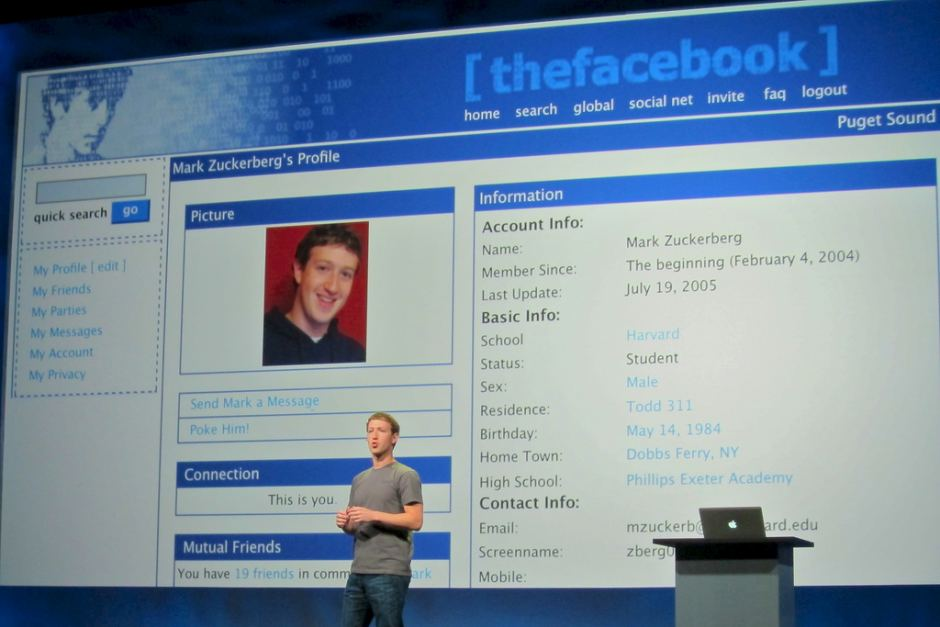 [ thefacebook ]
home search global social net invite faq logout
Puget Sound
Mark Zuckerberg's Profile
quick search go
My Profile [ edit ]
My Friends
My Parties
My Messages
My Account
My Privacy
Picture
Send Mark a Message
Poke Him!
Connection
This is you.
Mutual Friends
You have 19 friends in comm ark
Information
Account Info:
Name: Mark Zuckerberg
Member Since: The beginning (February 4, 2004)
Last Update: July 19, 2005
Basic Info:
School Harvard
Status: Student
Sex: Male
Residence: Todd 311
Birthday: May 14, 1984
Home Town: Dobbs Ferry, NY
High School: Phillips Exeter Academy
Contact Info:
Email: mzuckerb@ ard.edu
Screenname: zberg
Mobile: